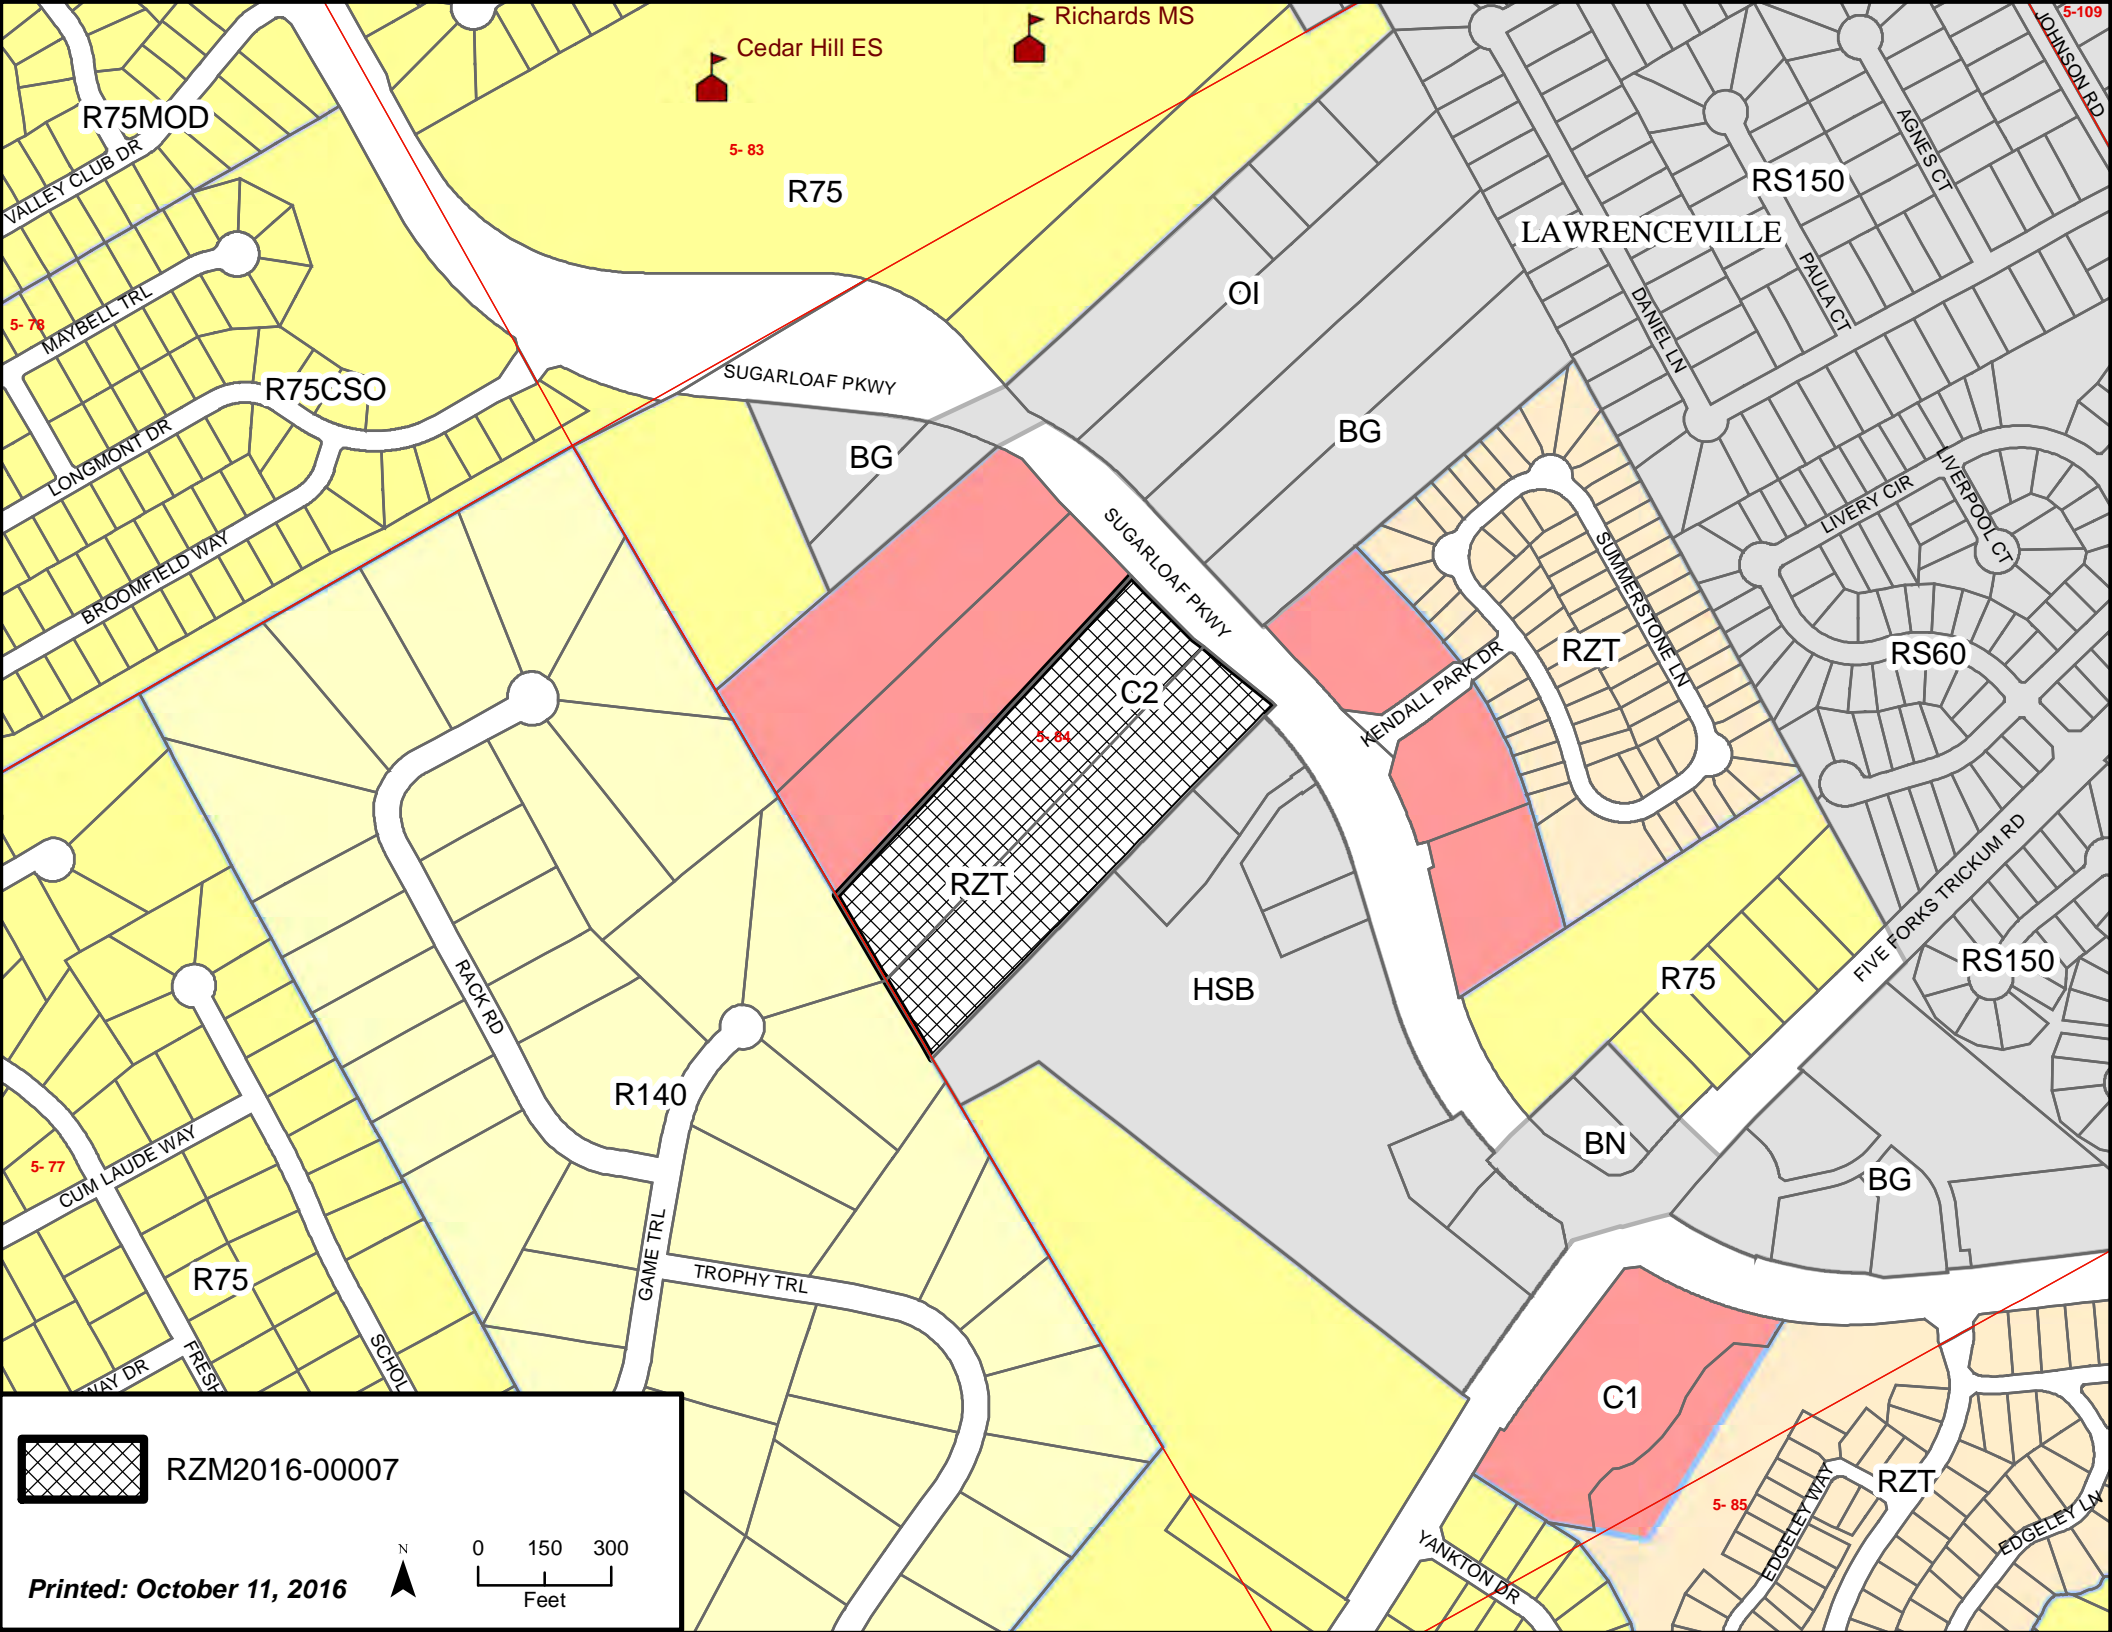 Richards MS
5-109
Cedar Hill ES
JOHNSON RD
R75MOD
AGNES CT
5- 83
VALLEY CLUB DR
R75
RS150
LAWRENCEVILLE
PAULA CT
OI
MAYBELL TRL
5- 78
DANIEL LN
SUGARLOAF PKWY
R75CSO
BG
BG
LONGMONT DR
LIVERPOOL CT
LIVERY CIR
SUGARLOAF PKWY
BROOMFIELD WAY
SUMMERSTONE LN
RZT
RS60
C2
KENDALL PARK DR
5- 84
RZT
FIVE FORKS TRICKUM RD
RS150
R75
HSB
RACK RD
R140
BN
5- 77
CUM LAUDE WAY
BG
GAME TRL
R75
TROPHY TRL
FRESH
SCHOL
WAY DR
C1
RZM2016-00007
RZT
5- 85
EDGELEY WAY
EDGELEY LN
YANKTON DR
N
0 150 300
Feet
Printed: October 11, 2016